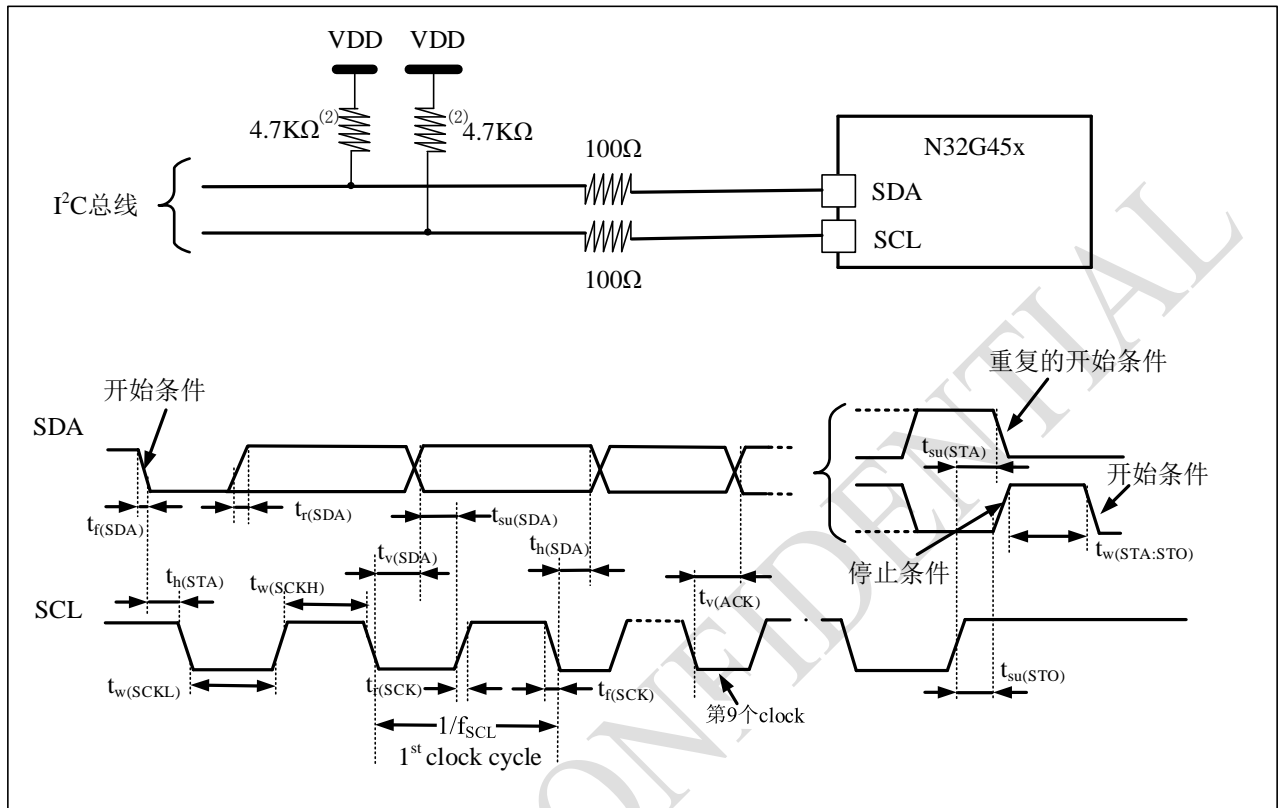 VDD VDD
4.7KΩ(2) (2)4.7KΩ
100Ω
N32G45x
SDA
I²C总线
SCL
100Ω
重复的开始条件
开始条件
SDA
tsu(STA)
开始条件
tf(SDA)
tr(SDA)
tsu(SDA)
tv(SDA)
th(SDA)
tw(STA:STO)
停止条件
th(STA)
tw(SCKH)
tv(ACK)
SCL
tw(SCKL)
tr(SCK)
tf(SCK)
tsu(STO)
第9个clock
1/fSCL
1st clock cycle
CONFIDENTIAL